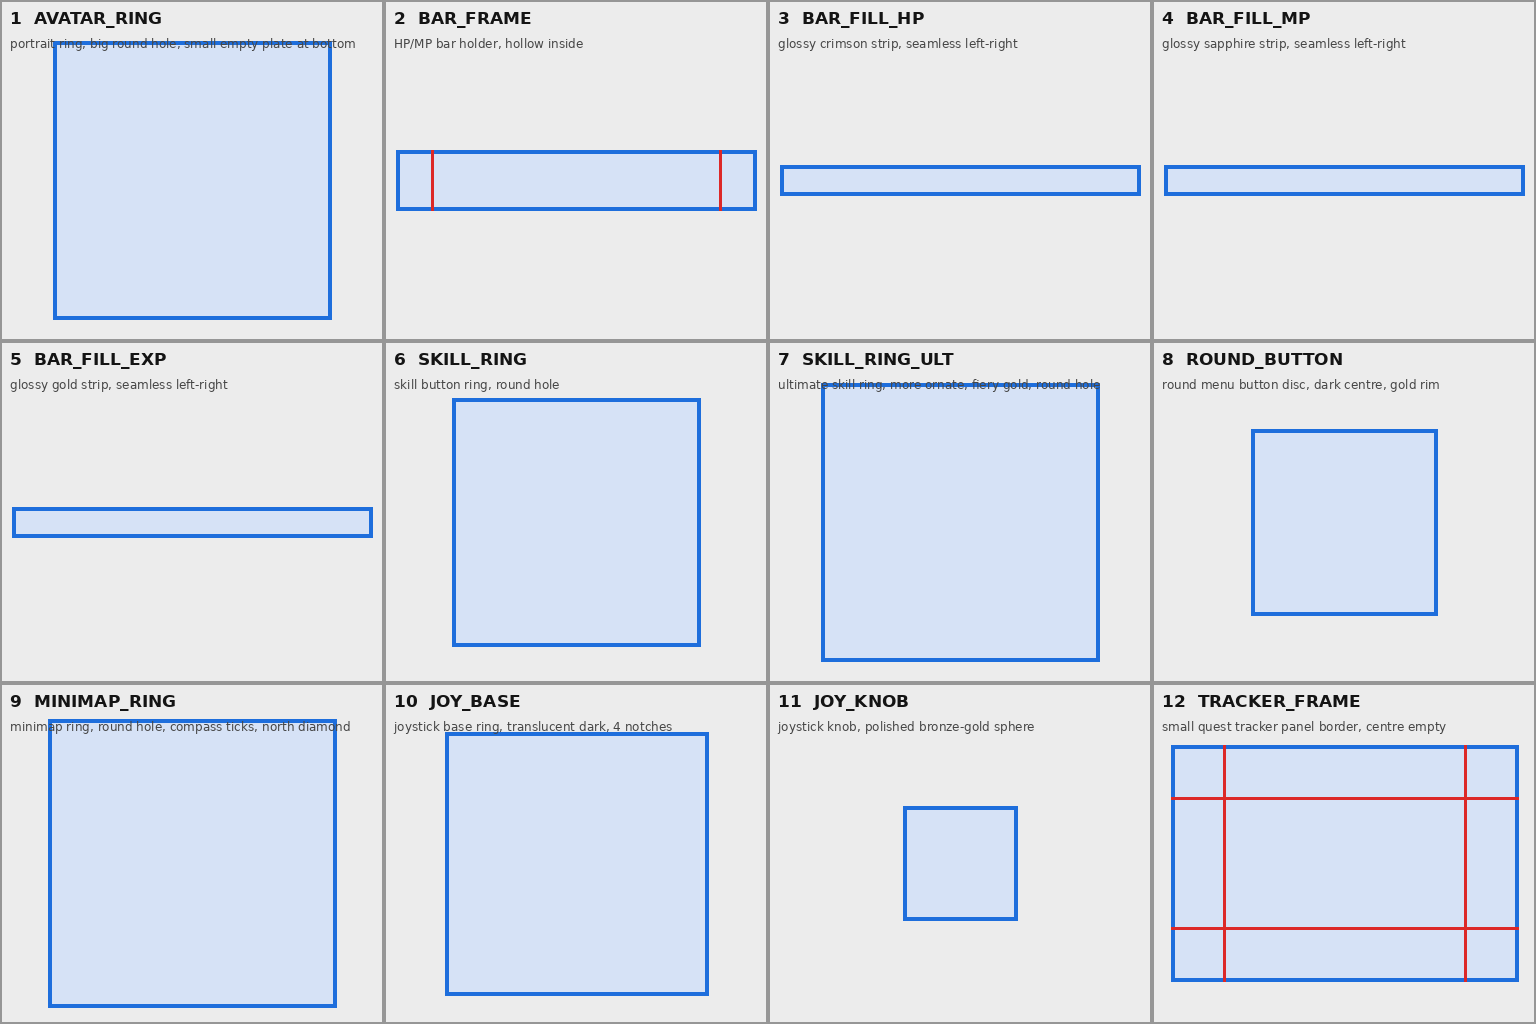 1 AVATAR_RING
portrait ring, big round hole, small empty plate at bottom
2 BAR_FRAME
HP/MP bar holder, hollow inside
3 BAR_FILL_HP
glossy crimson strip, seamless left-right
4 BAR_FILL_MP
glossy sapphire strip, seamless left-right
5 BAR_FILL_EXP
glossy gold strip, seamless left-right
6 SKILL_RING
skill button ring, round hole
7 SKILL_RING_ULT
ultimate skill ring, more ornate, fiery gold, round hole
8 ROUND_BUTTON
round menu button disc, dark centre, gold rim
9 MINIMAP_RING
minimap ring, round hole, compass ticks, north diamond
10 JOY_BASE
joystick base ring, translucent dark, 4 notches
11 JOY_KNOB
joystick knob, polished bronze-gold sphere
12 TRACKER_FRAME
small quest tracker panel border, centre empty